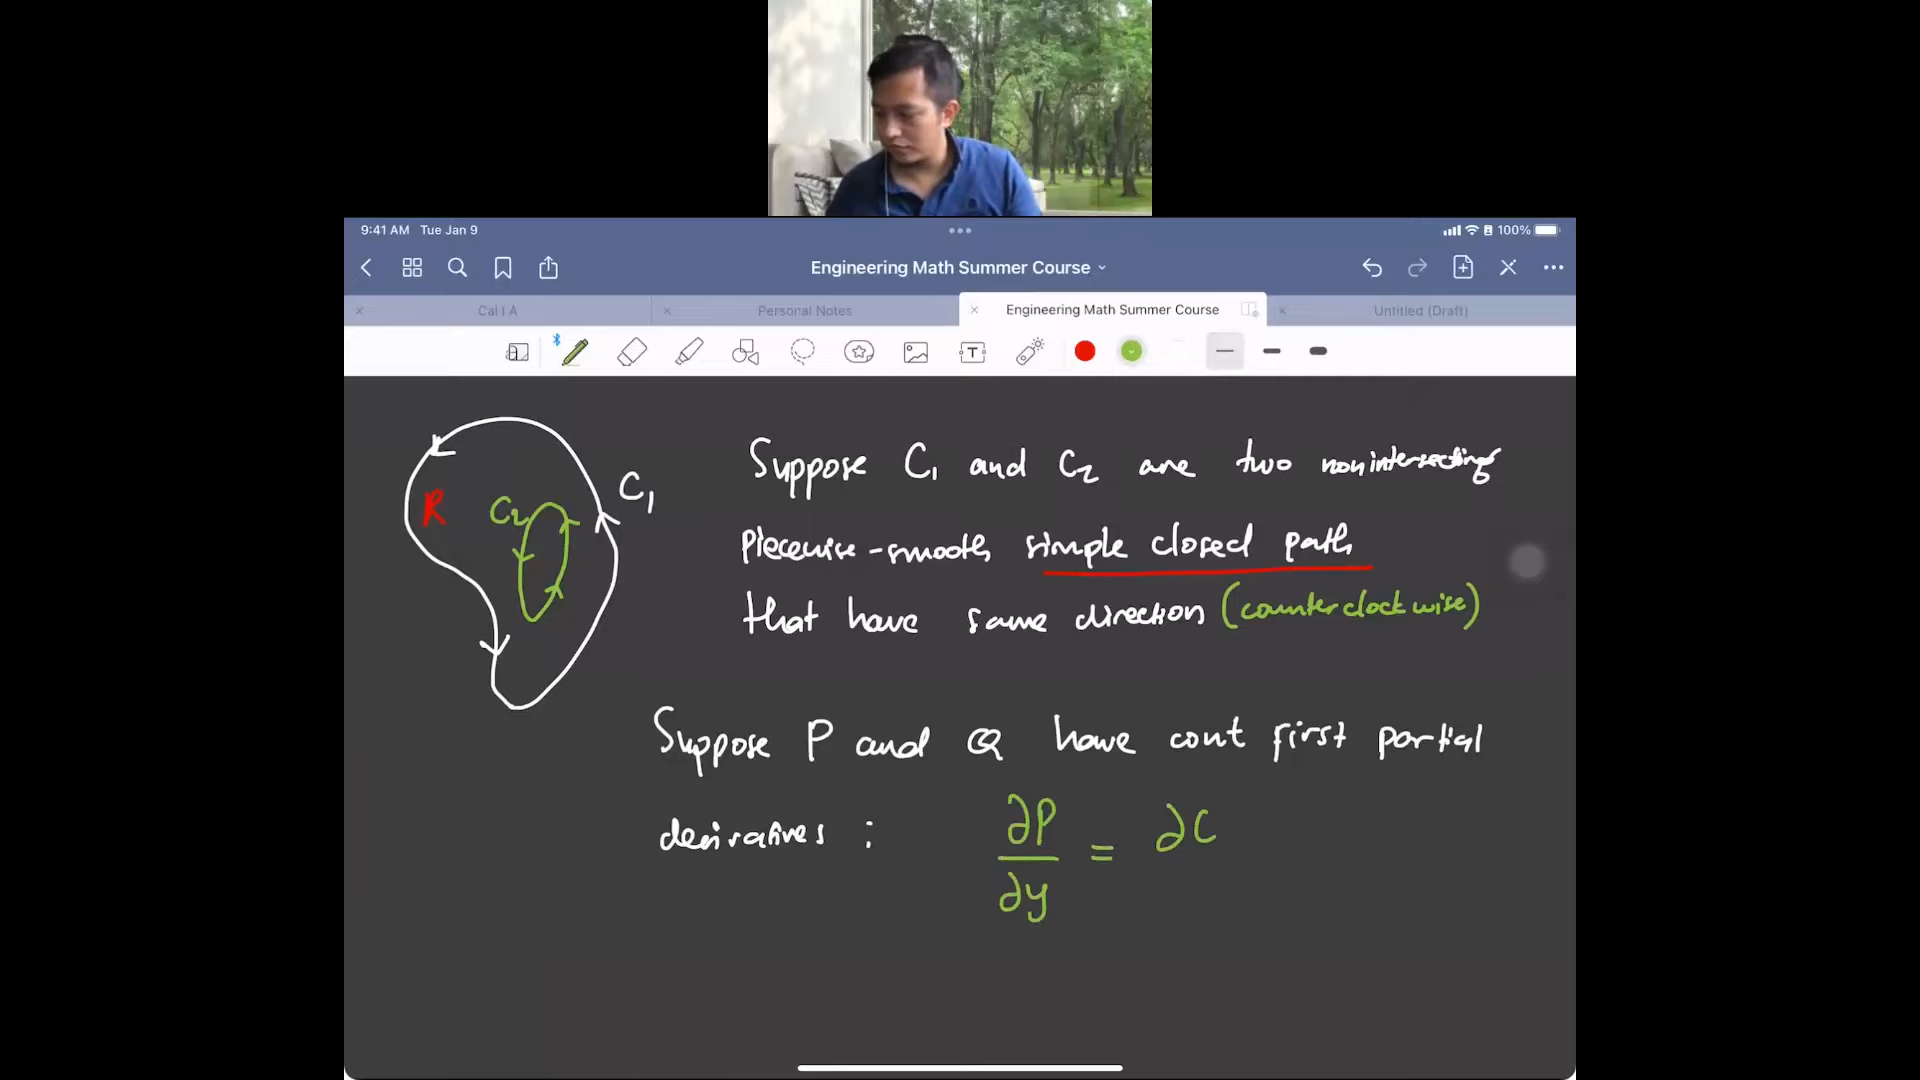 9:41 AM Tue Jan 9
100%
Engineering Math Summer Course
Cal I A
Personal Notes
Engineering Math Summer Course
Untitled (Draft)
T
C₁
R
C₂
Suppose C₁ and C₂ are two nonintersecting
piecewise-smooth simple closed path
that have same direction (counterclockwise)
Suppose P and Q have cont first partial
derivatives : ∂P/∂y = ∂C